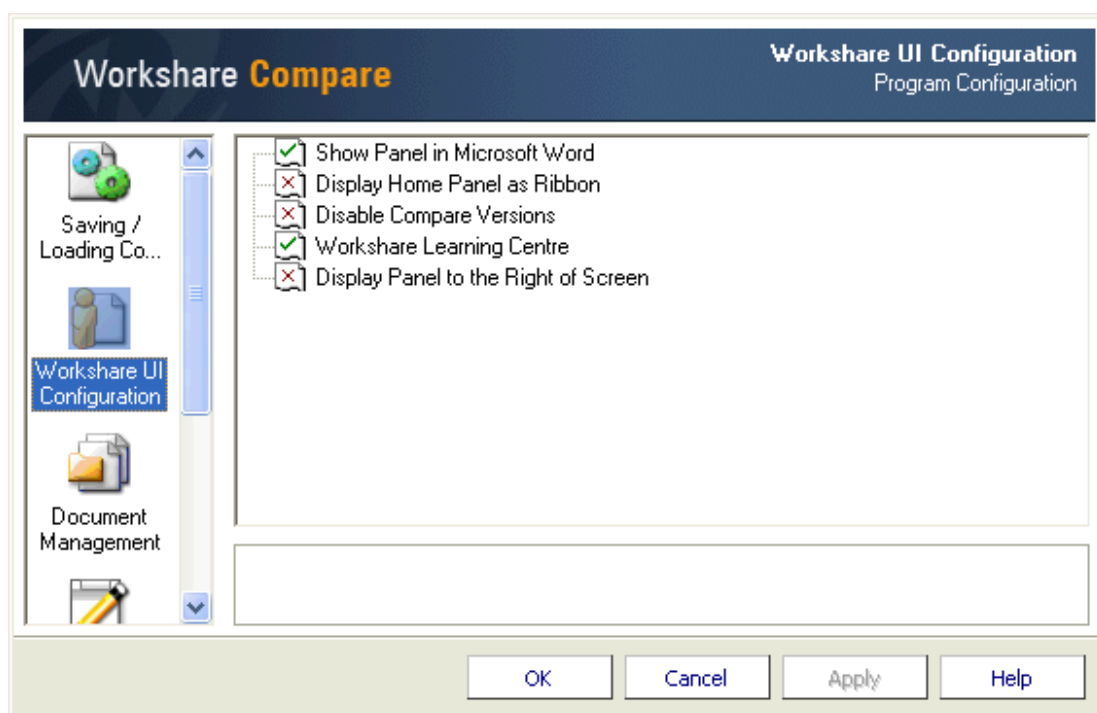 Workshare Compare
Workshare UI Configuration
Program Configuration
Saving /
Loading Co...
Workshare UI
Configuration
Document
Management
Show Panel in Microsoft Word
Display Home Panel as Ribbon
Disable Compare Versions
Workshare Learning Centre
Display Panel to the Right of Screen
OK
Cancel
Apply
Help